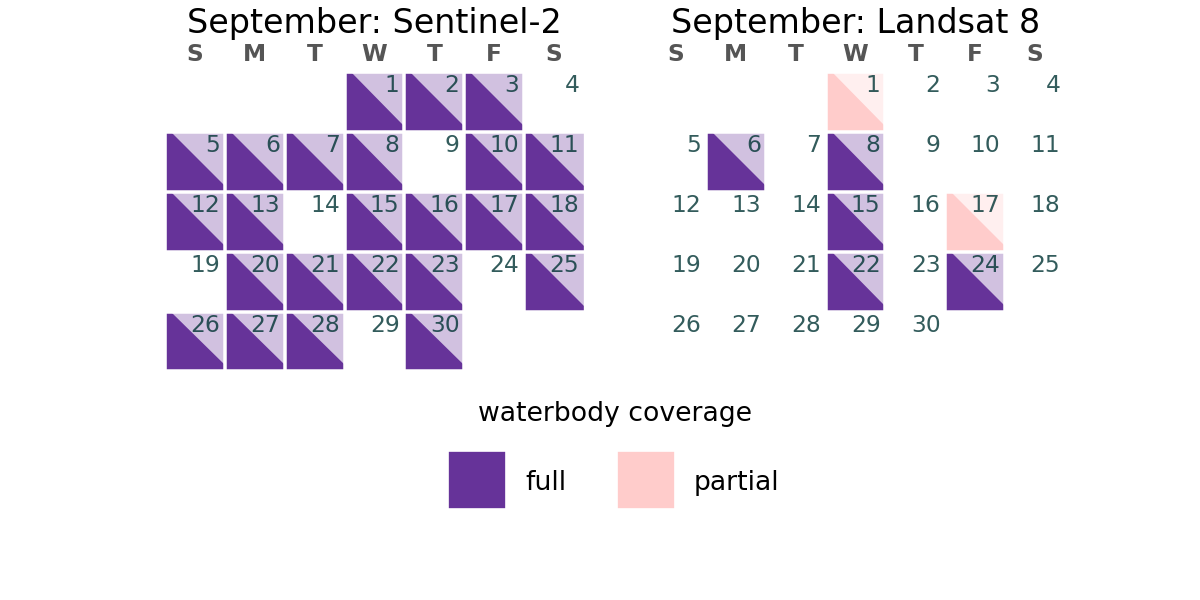 September: Sentinel-2
S M T W T F S
1 2 3 4
5 6 7 8 9 10 11
12 13 14 15 16 17 18
19 20 21 22 23 24 25
26 27 28 29 30
September: Landsat 8
S M T W T F S
1 2 3 4
5 6 7 8 9 10 11
12 13 14 15 16 17 18
19 20 21 22 23 24 25
26 27 28 29 30
waterbody coverage
full partial